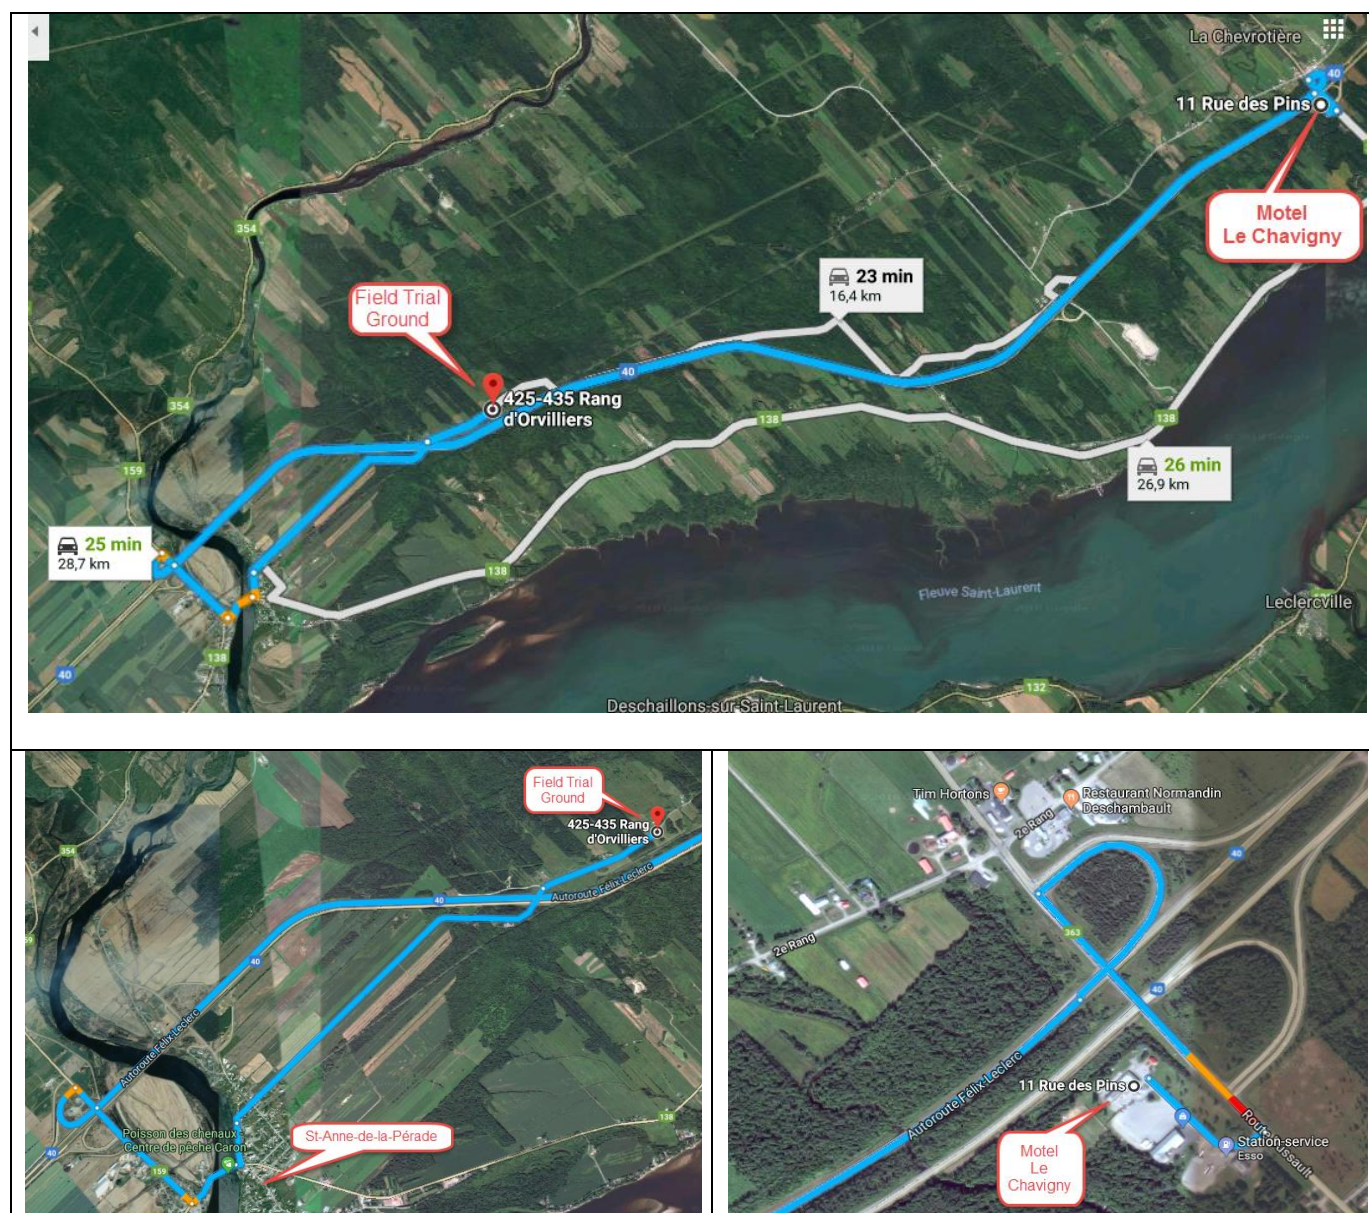 La Chevrotière
40
11 Rue des Pins
Motel
Le Chavigny
354
23 min
16,4 km
Field Trial
Ground
40
425-435 Rang
d'Orvilliers
354
138
138
159
26 min
26,9 km
25 min
28,7 km
138
Fleuve Saint-Laurent
Leclercville
138
40
132
Deschaillons-sur-Saint-Laurent
Field Trial
Ground
425-435 Rang
d'Orvilliers
354
Autoroute Félix-Leclerc
40
40
Autoroute Félix-Leclerc
138
Poisson des chenaux
Centre de pêche Caron
St-Anne-de-la-Pérade
40
159
Tim Hortons
Restaurant Normandin
Deschambault
2e Rang
40
363
2e Rang
40
Autoroute Félix-Leclerc
11 Rue des Pins
Station-service
Esso
Motel
Le
Chavigny